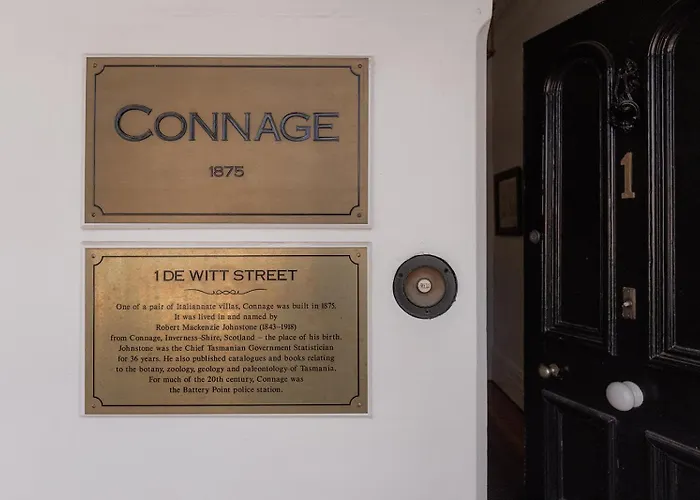 CONNAGE
1875
1 DE WITT STREET
One of a pair of Italiannate villas, Connage was built in 1875.
It was lived in and named by
Robert Mackenzie Johnstone (1843-1918)
from Connage, Inverness-Shire, Scotland – the place of his birth.
Johnstone was the Chief Tasmanian Government Statistician
for 36 years. He also published catalogues and books relating
to the botany, zoology, geology and paleontology of Tasmania.
For much of the 20th century, Connage was
the Battery Point police station.
1